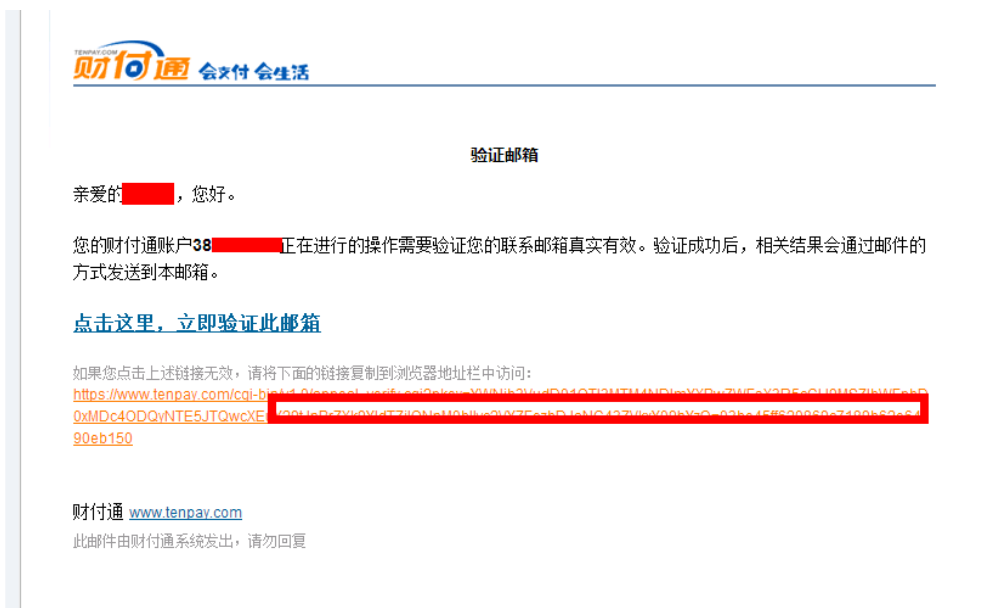 TENPAY.COM
财付通 会支付 会生活
验证邮箱
亲爱的 ，您好。
您的财付通账户38 正在进行的操作需要验证您的联系邮箱真实有效。验证成功后，相关结果会通过邮件的
方式发送到本邮箱。
点击这里，立即验证此邮箱
如果您点击上述链接无效，请将下面的链接复制到浏览器地址栏中访问：
https://www.tenpay.com/cgi-bin/v1.0/
0xMDc4ODQyNTE5JTQwcXE
90eb150
财付通 www.tenpay.com
此邮件由财付通系统发出，请勿回复